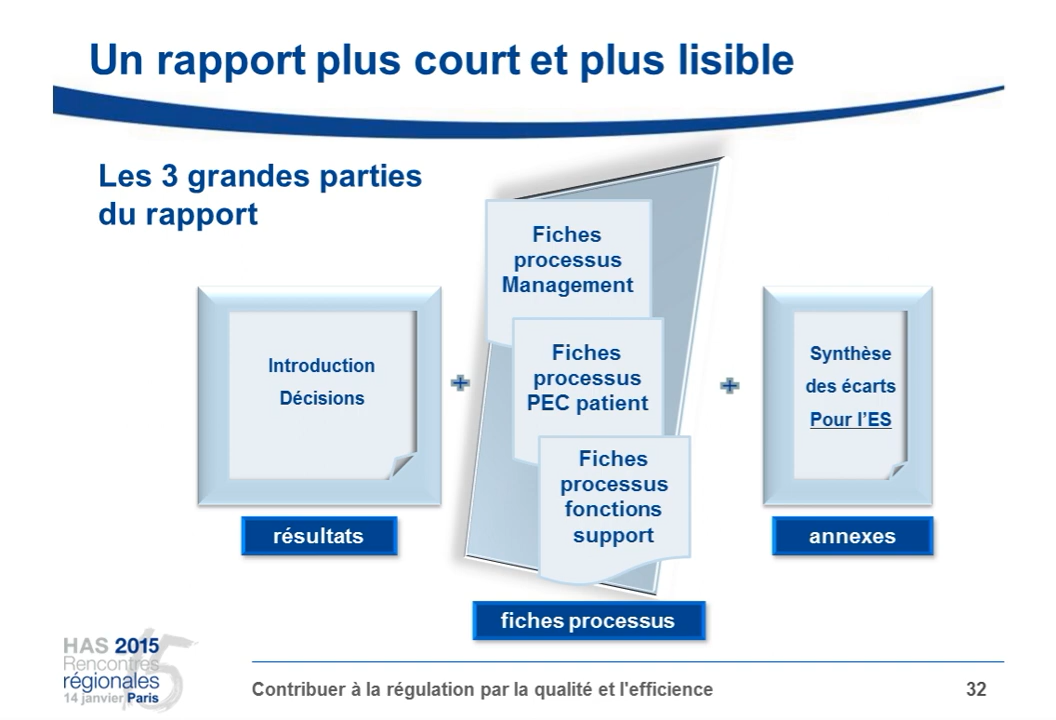 Un rapport plus court et plus lisible
Les 3 grandes parties
du rapport
Introduction
Décisions
résultats
+
Fiches
processus
Management
Fiches
processus
PEC patient
Fiches
processus
fonctions
support
fiches processus
+
Synthèse
des écarts
Pour l'ES
annexes
HAS 2015
Rencontres
régionales
14 janvier Paris
15
Contribuer à la régulation par la qualité et l'efficience
32